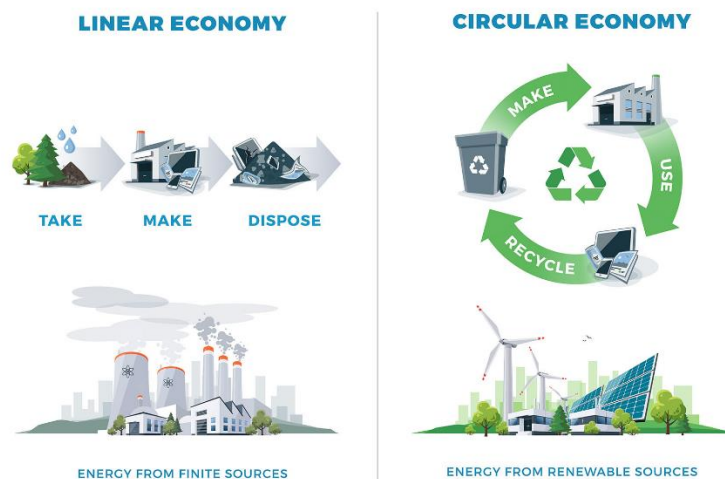 LINEAR ECONOMY
TAKE
MAKE
DISPOSE
ENERGY FROM FINITE SOURCES
CIRCULAR ECONOMY
MAKE
USE
RECYCLE
ENERGY FROM RENEWABLE SOURCES